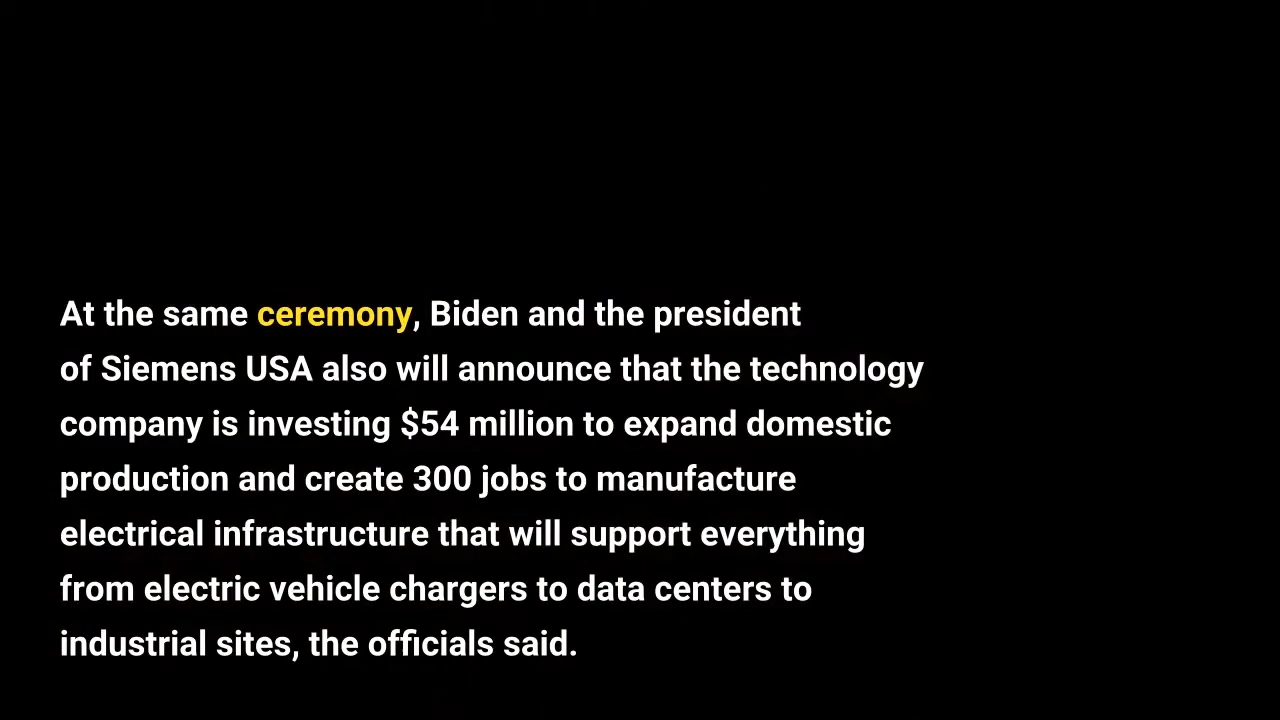 At the same ceremony, Biden and the president
of Siemens USA also will announce that the technology
company is investing $54 million to expand domestic
production and create 300 jobs to manufacture
electrical infrastructure that will support everything
from electric vehicle chargers to data centers to
industrial sites, the officials said.